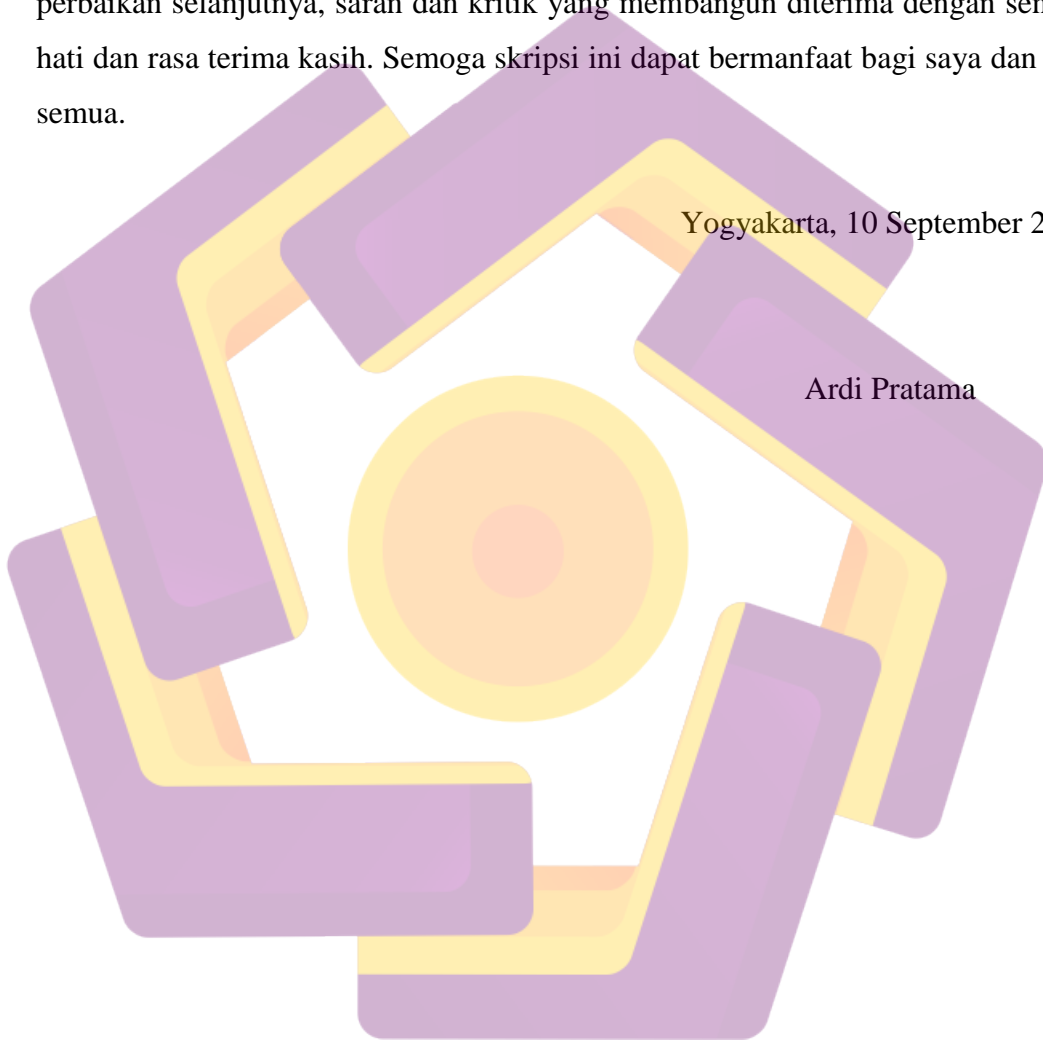 perbaikan selanjutnya, saran dan kritik yang membangun diterima dengan
hati dan rasa terima kasih. Semoga skripsi ini dapat bermanfaat bagi saya dan
semua.
Yogyakarta, 10 September
Ardi Pratama